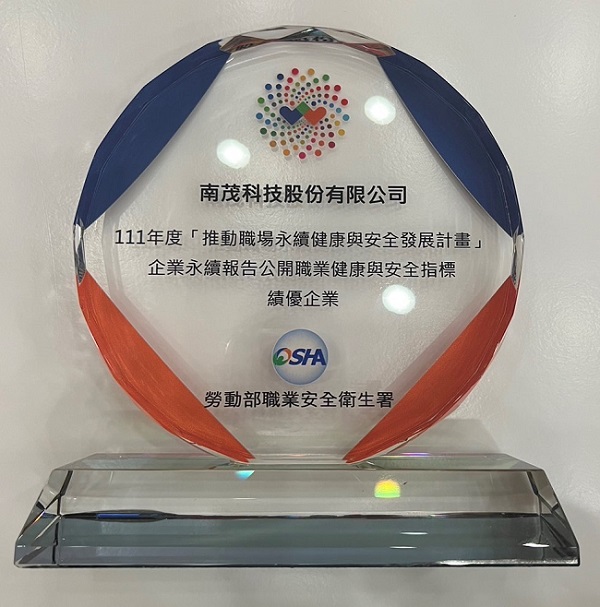 南茂科技股份有限公司
111年度「推動職場永續健康與安全發展計畫」
企業永續報告公開職業健康與安全指標
績優企業
OSHA
勞動部職業安全衛生署